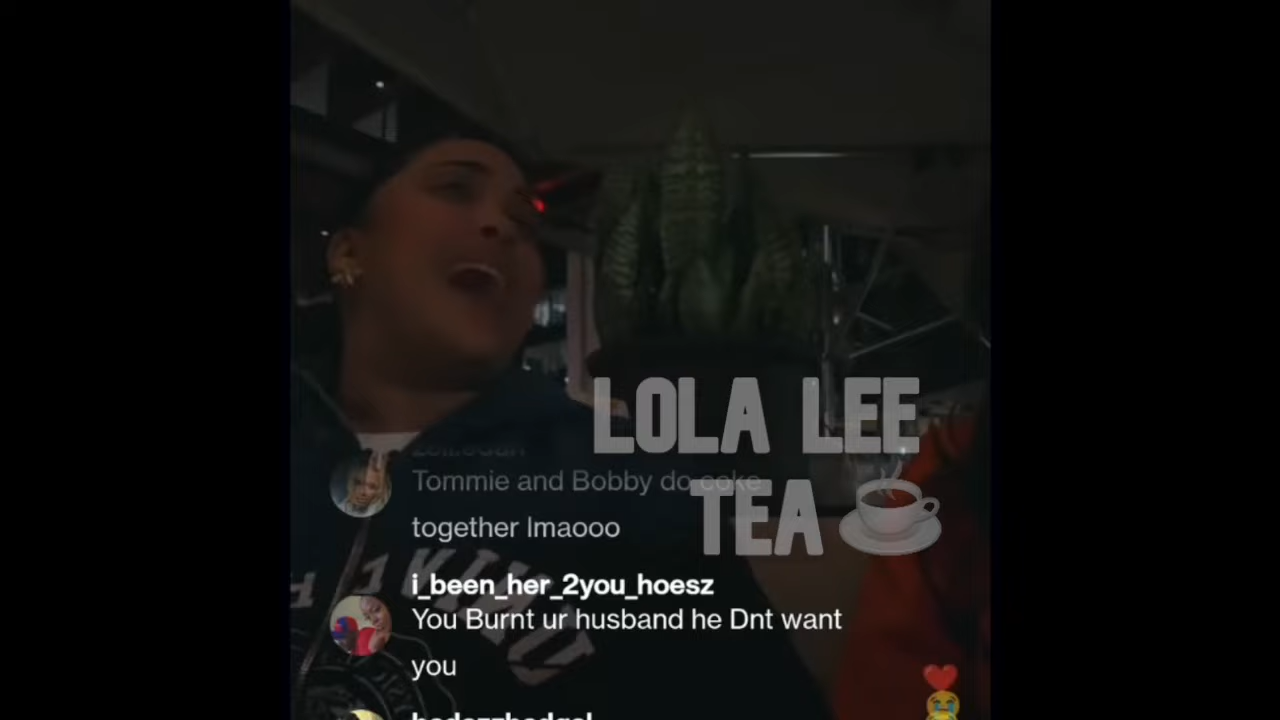 LOLA LEE
TEA
Tommie and Bobby do coke
together lmaooo
i_been_her_2you_hoesz
You Burnt ur husband he Dnt want
you